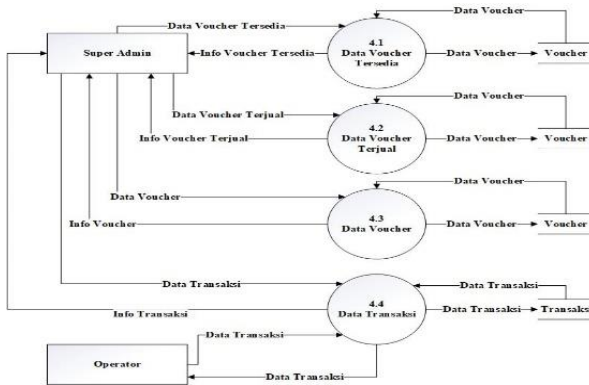 Data Voucher
Data Voucher Tersedia
Super Admin
Info Voucher Tersedia
4.1
Data Voucher
Tersedia
Data Voucher
Voucher
Data Voucher
Data Voucher Terjual
Info Voucher Terjual
4.2
Data Voucher
Terjual
Data Voucher
Voucher
Data Voucher
Data Voucher
Info Voucher
4.3
Data Voucher
Data Voucher
Voucher
Data Transaksi
Data Transaksi
Info Transaksi
4.4
Data Transaksi
Data Transaksi
Transaksi
Data Transaksi
Operator
Data Transaksi